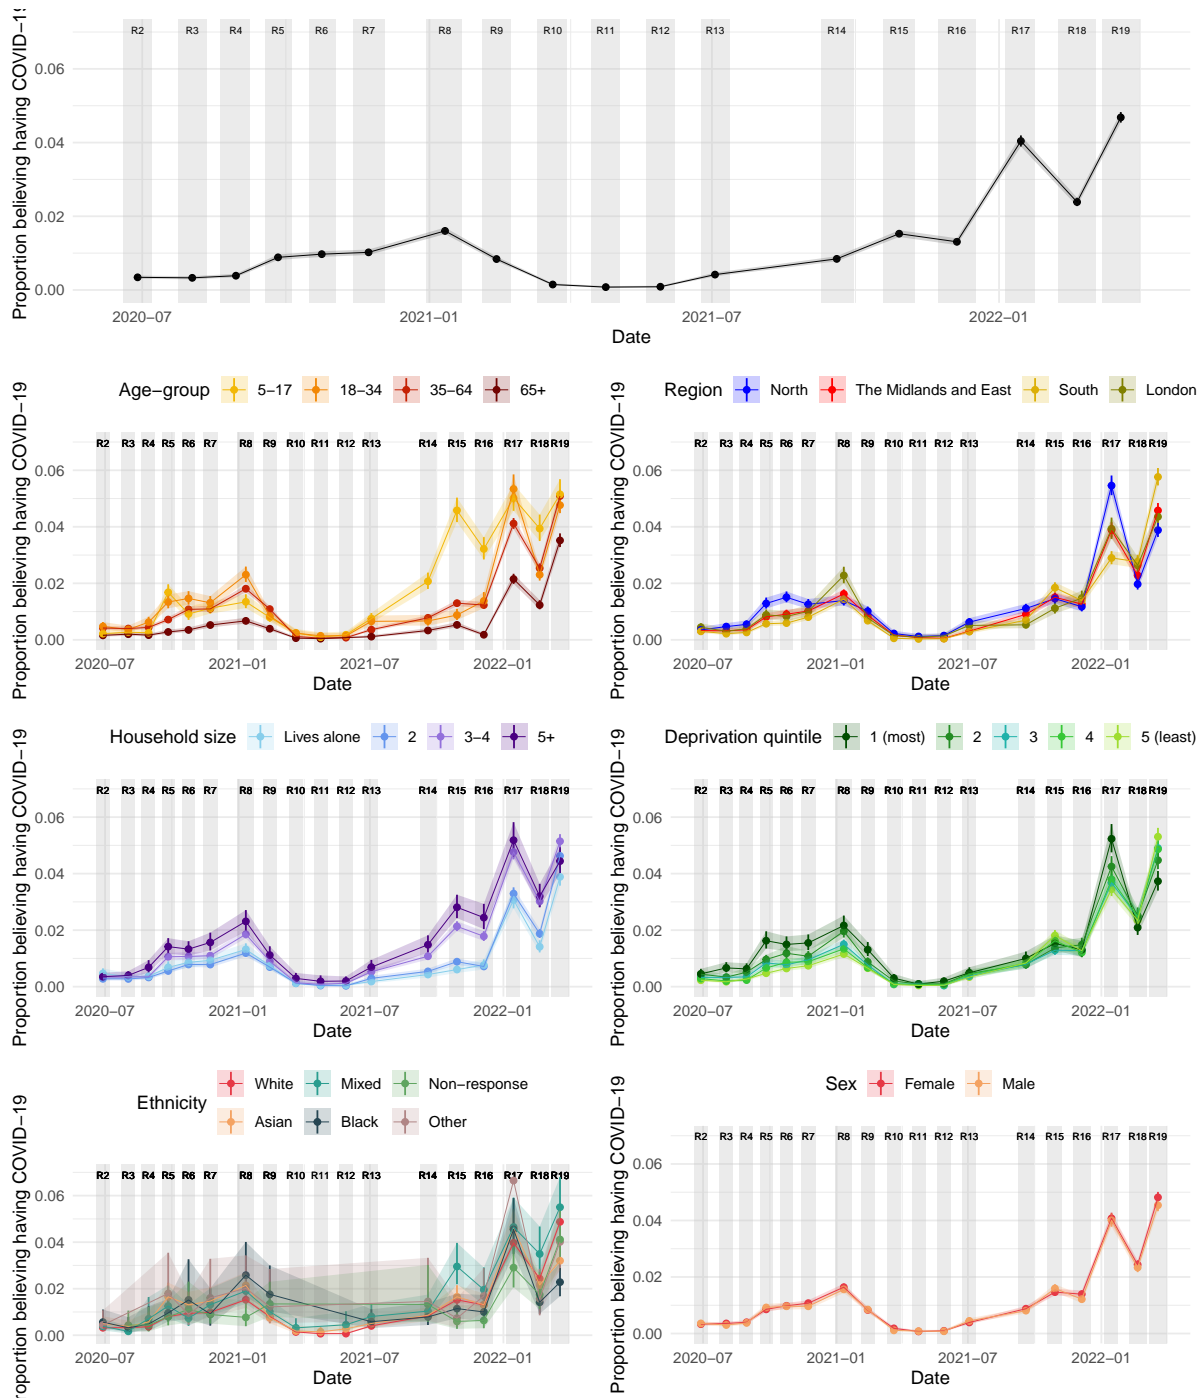 Proportion believing having COVID−19
R2 R3 R4 R5 R6 R7 R8 R9 R10 R11 R12 R13 R14 R15 R16 R17 R18 R19
0.06
0.04
0.02
0.00
2020−07 2021−01 2021−07 2022−01
Date
Proportion believing having COVID−19
Age−group 5−17 18−34 35−64 65+
R2 R3 R4 R5 R6 R7 R8 R9 R10 R11 R12 R13 R14 R15 R16 R17 R18 R19
0.06
0.04
0.02
0.00
2020−07 2021−01 2021−07 2022−01
Date
Proportion believing having COVID−19
Region North The Midlands and East South London
R2 R3 R4 R5 R6 R7 R8 R9 R10 R11 R12 R13 R14 R15 R16 R17 R18 R19
0.06
0.04
0.02
0.00
2020−07 2021−01 2021−07 2022−01
Date
Proportion believing having COVID−19
Household size Lives alone 2 3−4 5+
R2 R3 R4 R5 R6 R7 R8 R9 R10 R11 R12 R13 R14 R15 R16 R17 R18 R19
0.06
0.04
0.02
0.00
2020−07 2021−01 2021−07 2022−01
Date
Proportion believing having COVID−19
Deprivation quintile 1 (most) 2 3 4 5 (least)
R2 R3 R4 R5 R6 R7 R8 R9 R10 R11 R12 R13 R14 R15 R16 R17 R18 R19
0.06
0.04
0.02
0.00
2020−07 2021−01 2021−07 2022−01
Date
roportion believing having COVID−19
Ethnicity
White Mixed Non−response
Asian Black Other
R2 R3 R4 R5 R6 R7 R8 R9 R10 R11 R12 R13 R14 R15 R16 R17 R18 R19
0.06
0.04
0.02
0.00
2020−07 2021−01 2021−07 2022−01
Date
Proportion believing having COVID−19
Sex Female Male
R2 R3 R4 R5 R6 R7 R8 R9 R10 R11 R12 R13 R14 R15 R16 R17 R18 R19
0.06
0.04
0.02
0.00
2020−07 2021−01 2021−07 2022−01
Date